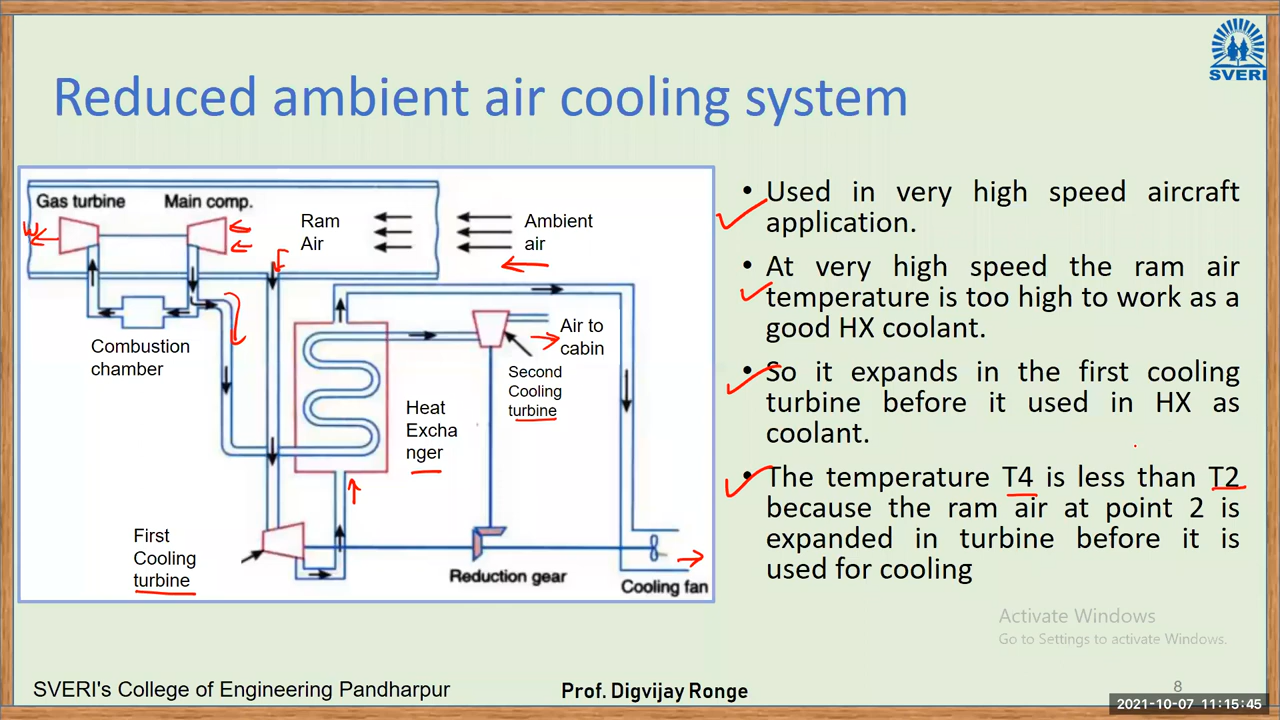 SVERI
Reduced ambient air cooling system
Gas turbine
Main comp.
W
Ram
Air
Ambient
air
Combustion
chamber
Air to
cabin
Second
Cooling
turbine
Heat
Excha
nger
First
Cooling
turbine
Reduction gear
Cooling fan
• Used in very high speed aircraft
application.
• At very high speed the ram air
temperature is too high to work as a
good HX coolant.
• So it expands in the first cooling
turbine before it used in HX as
coolant.
• The temperature T4 is less than T2
because the ram air at point 2 is
expanded in turbine before it is
used for cooling
Activate Windows
Go to Settings to activate Windows.
SVERI's College of Engineering Pandharpur
Prof. Digvijay Ronge
8
2021-10-07 11:15:45